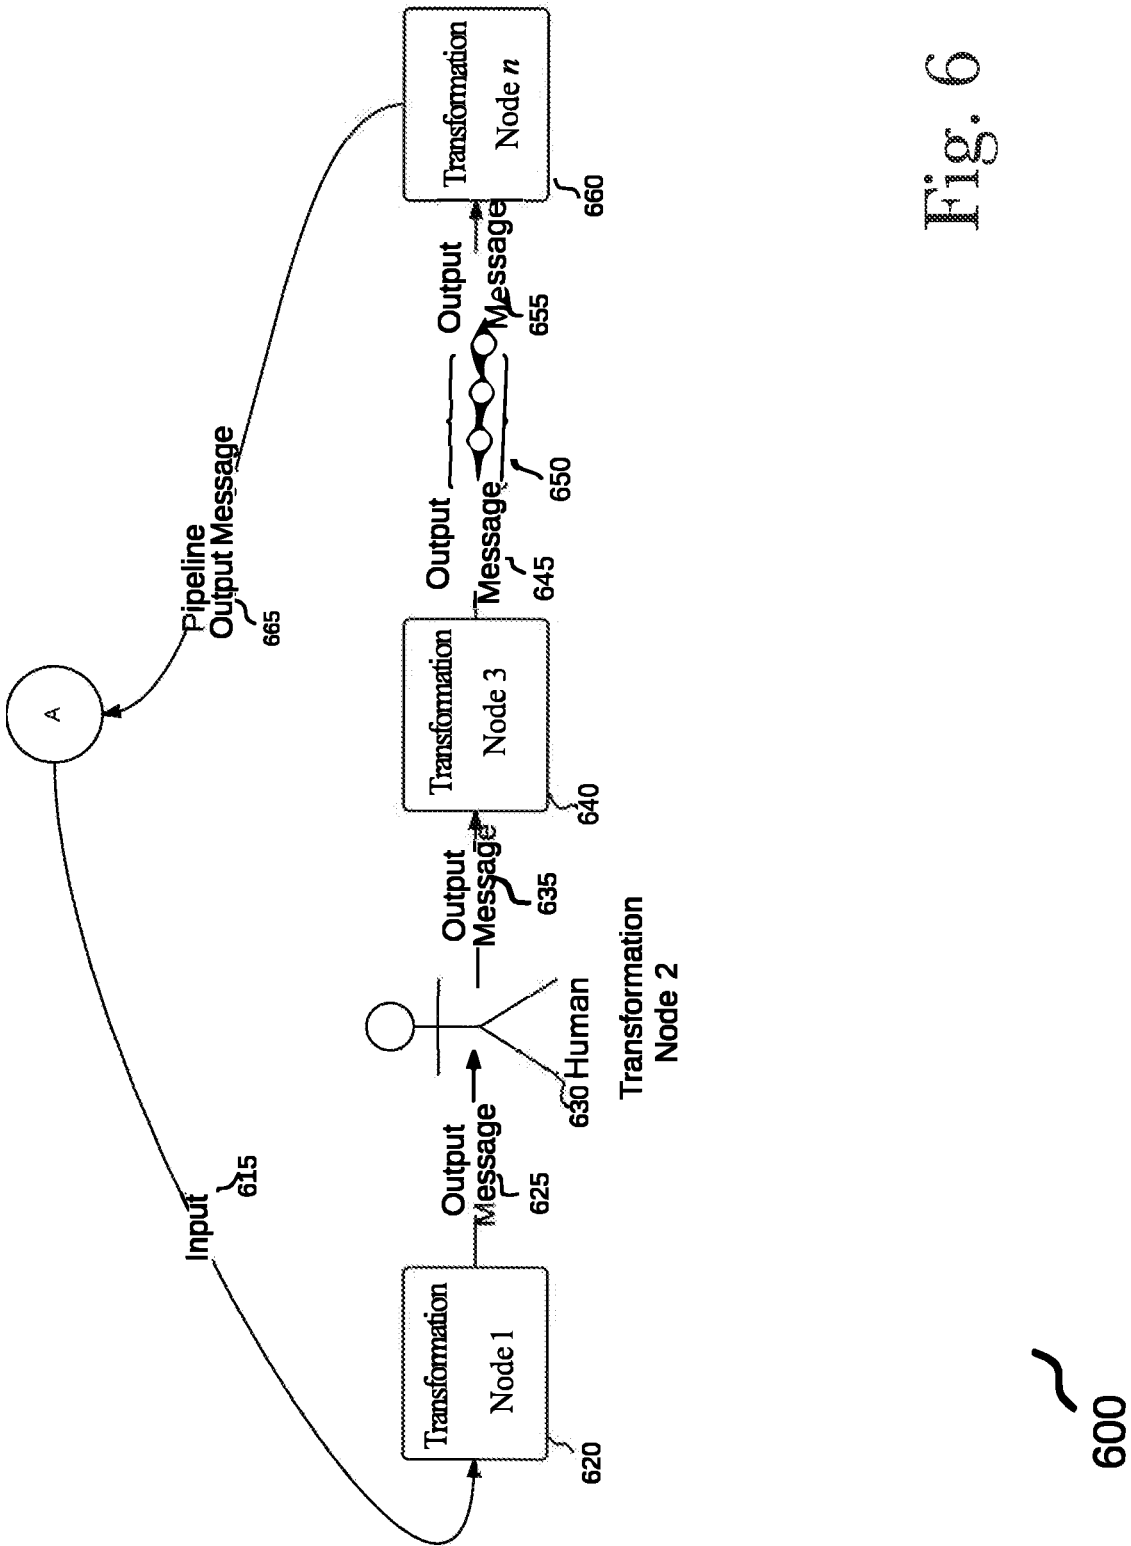 A
Input
615
Pipeline
Output Message
665
Transformation
Node 1
620
Output
Message
625
Human
630
Transformation
Node 2
Output
Message
635
Transformation
Node 3
640
Output
Message
645
650
Output
Message
655
Transformation
Node n
660
600
Fig. 6